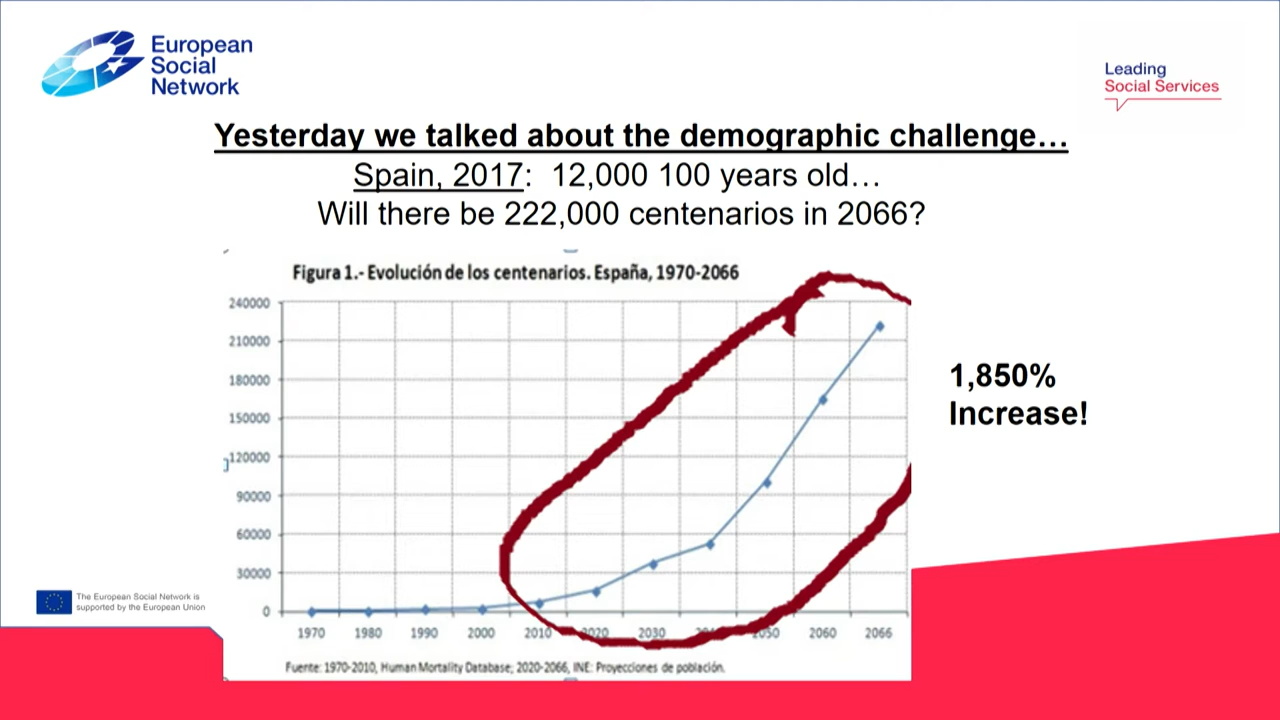 European
Social
Network
Leading
Social Services
Yesterday we talked about the demographic challenge…
Spain, 2017: 12,000 100 years old…
Will there be 222,000 centenarios in 2066?
Figura 1.- Evolución de los centenarios. España, 1970-2066
240000
210000
180000
150000
120000
90000
60000
30000
0
1970 1980 1990 2000 2010 2020 2030 2050 2060 2066
Fuente: 1970-2010, Human Mortality Database; 2020-2066, INE: Proyecciones de población.
1,850%
Increase!
The European Social Network is
supported by the European Union